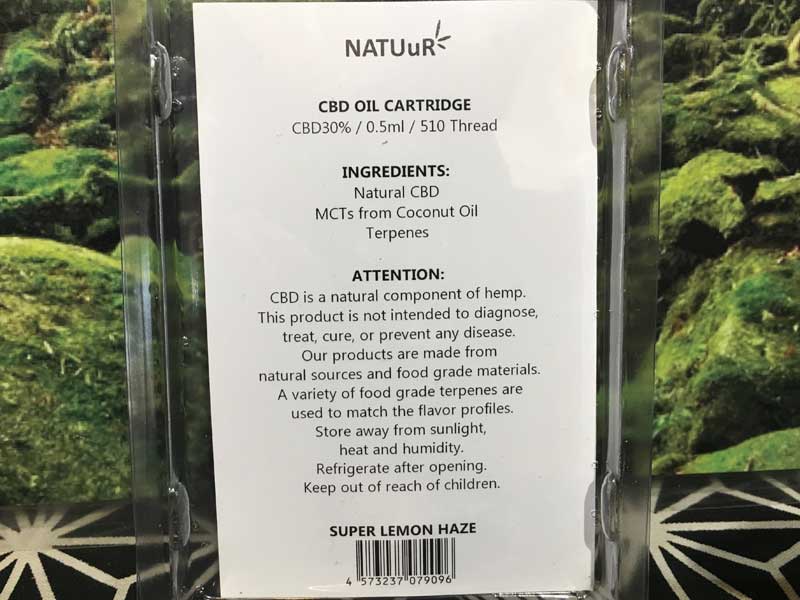 NATUuR
CBD OIL CARTRIDGE
CBD30% / 0.5ml / 510 Thread
INGREDIENTS:
Natural CBD
MCTs from Coconut Oil
Terpenes
ATTENTION:
CBD is a natural component of hemp.
This product is not intended to diagnose,
treat, cure, or prevent any disease.
Our products are made from
natural sources and food grade materials.
A variety of food grade terpenes are
used to match the flavor profiles.
Store away from sunlight,
heat and humidity.
Refrigerate after opening.
Keep out of reach of children.
SUPER LEMON HAZE
4 573237 079096